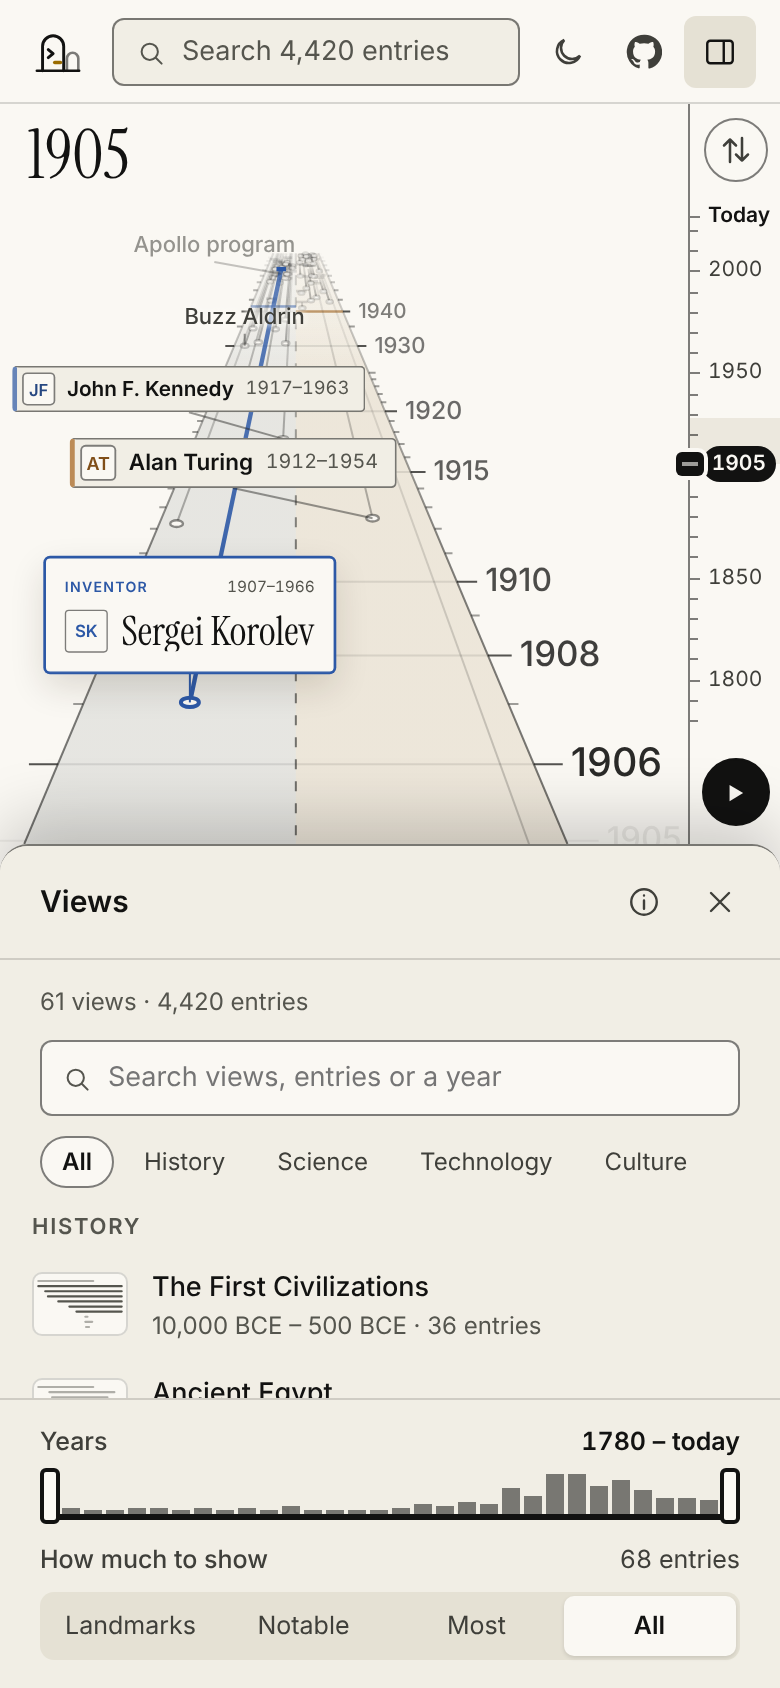 Search 4,420 entries
1905
Today
Apollo program
2000
Buzz Aldrin
1940
1930
1950
JF John F. Kennedy 1917–1963
1920
AT Alan Turing 1912–1954
1915
1905
1910
1850
INVENTOR 1907–1966
SK Sergei Korolev
1908
1800
1906
1905
Views
61 views · 4,420 entries
Search views, entries or a year
All History Science Technology Culture
HISTORY
The First Civilizations
10,000 BCE – 500 BCE · 36 entries
Ancient Egypt
Years 1780 – today
How much to show 68 entries
Landmarks Notable Most All